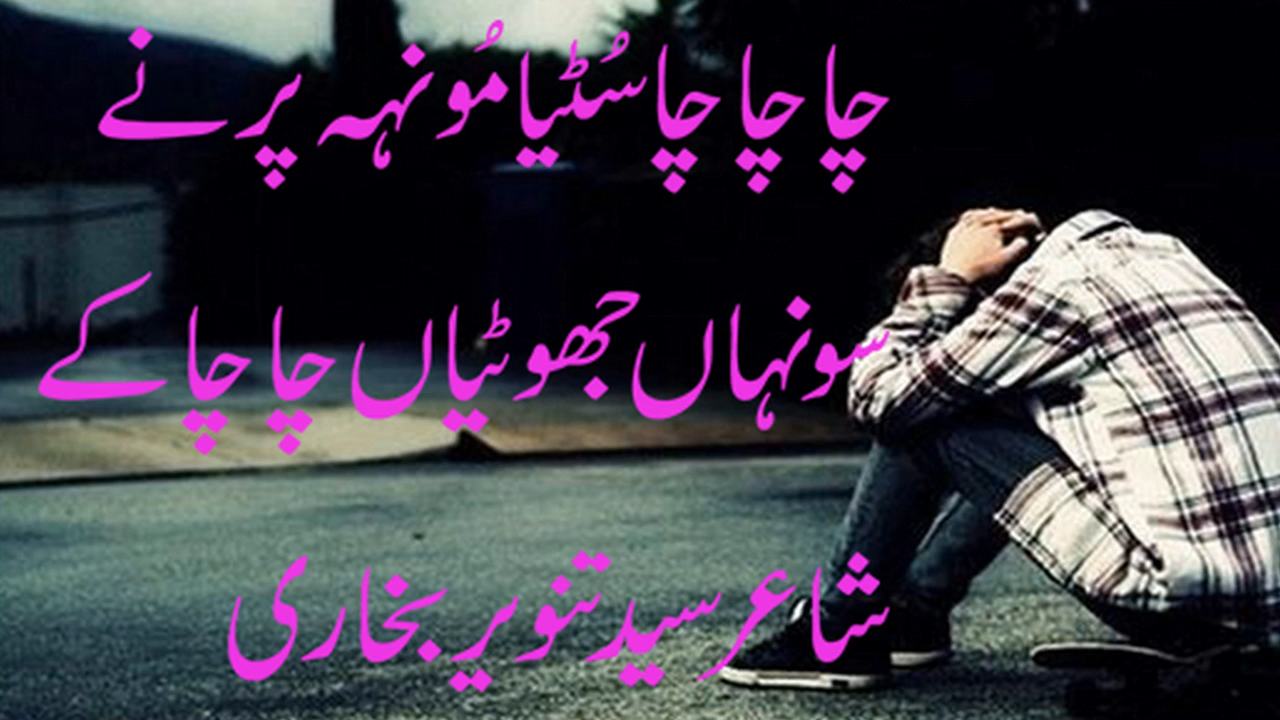 چا چا چا سُٹیا مُونہہ پرنے
سونہاں جھوٹیاں چا چا کے
شاعر سید تنویر بخاری